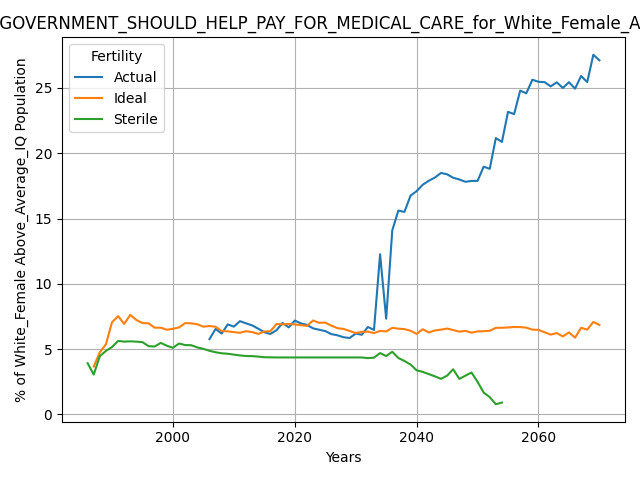 GOVERNMENT_SHOULD_HELP_PAY_FOR_MEDICAL_CARE_for_White_Female_A
Fertility
Actual
Ideal
Sterile
% of White_Female Above_Average_IQ Population
25
20
15
10
5
0
2000 2020 2040 2060
Years